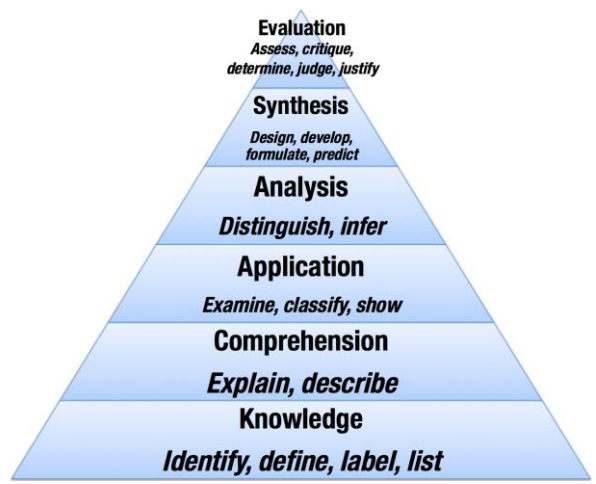 Evaluation
Assess, critique,
determine, judge, justify
Synthesis
Design, develop,
formulate, predict
Analysis
Distinguish, infer
Application
Examine, classify, show
Comprehension
Explain, describe
Knowledge
Identify, define, label, list